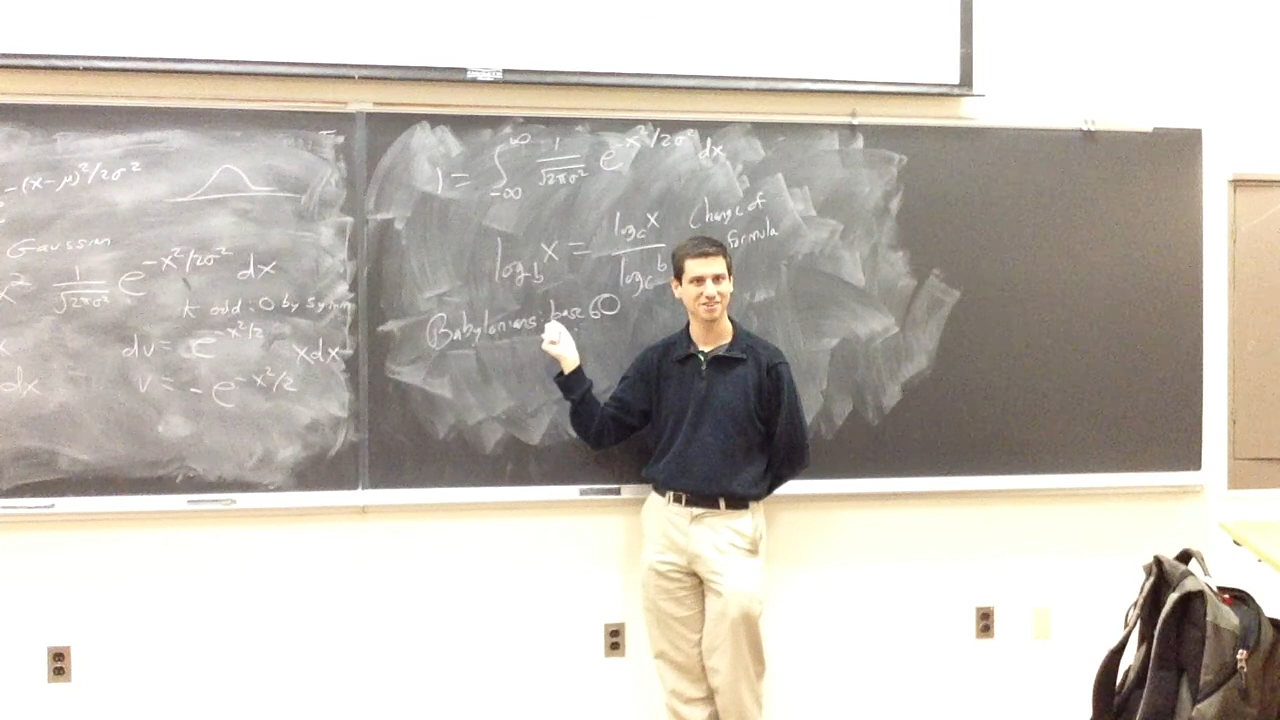 -(x-μ)²/2σ²
Gaussian
x² 1/√2πσ² e^-x²/2σ² dx
k odd: 0 by symm
x dv = e^-x²/2 xdx
dx v = -e^-x²/2
1 = ∫_-∞^∞ 1/√2πσ² e^-x²/2σ² dx
log_b x = log_c x / log_c b Change of
formula
Babylonians: base 60